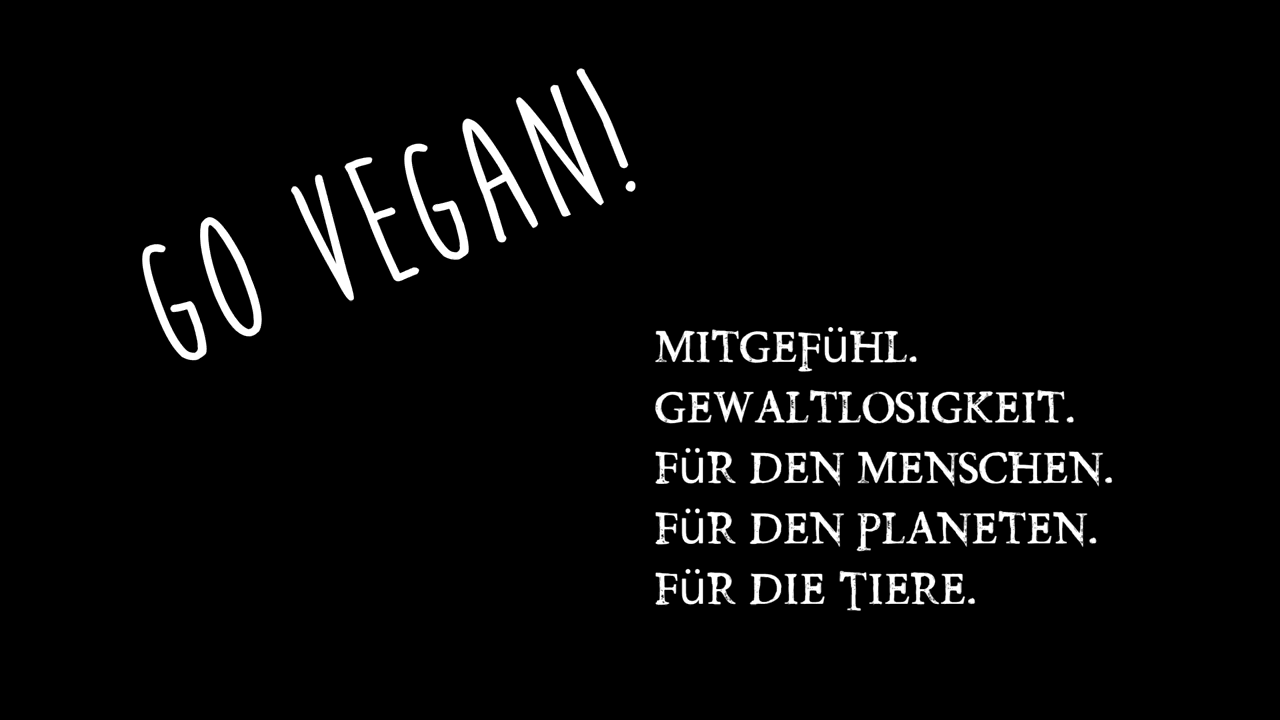 GO VEGAN!
MITGEFÜHL.
GEWALTLOSIGKEIT.
FÜR DEN MENSCHEN.
FÜR DEN PLANETEN.
FÜR DIE TIERE.